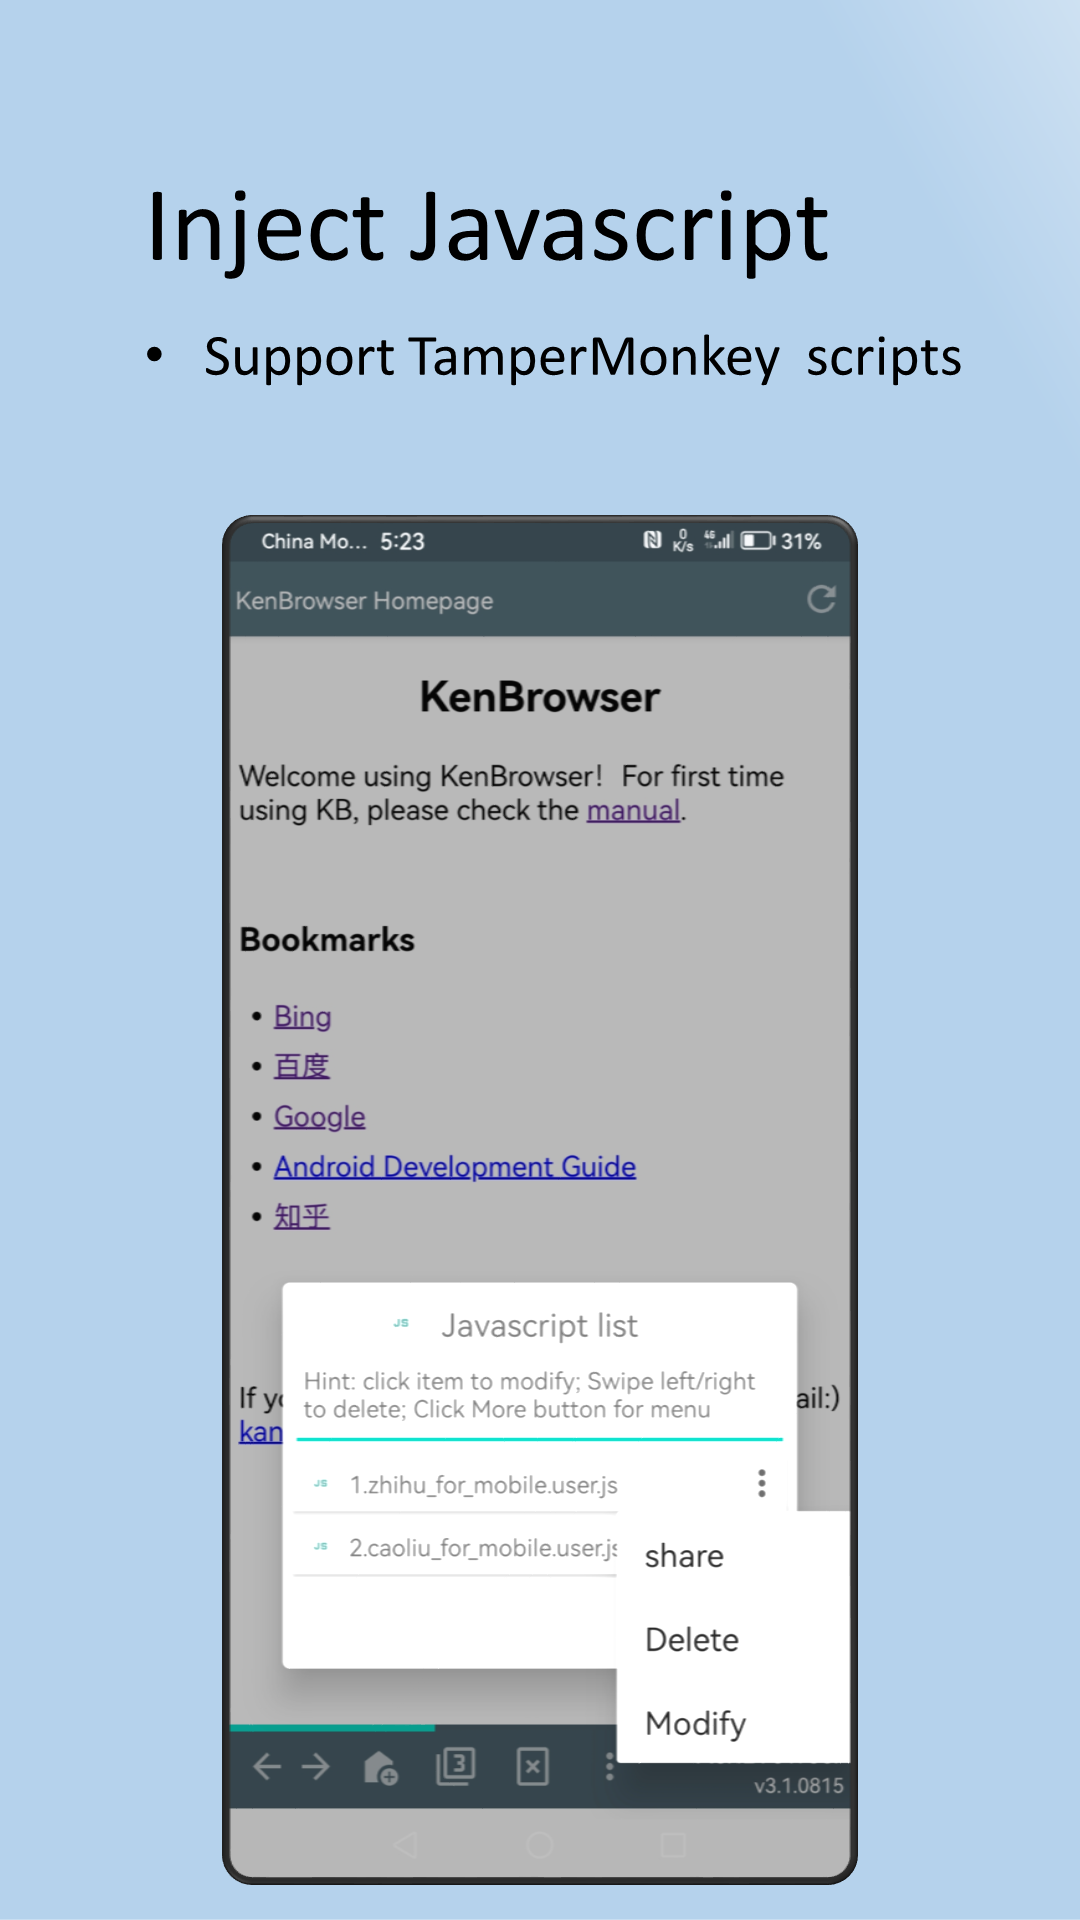 Inject Javascript
• Support TamperMonkey scripts
China Mo... 5:23
0 K/s 4G 31%
KenBrowser Homepage
KenBrowser
Welcome using KenBrowser! For first time
using KB, please check the manual.
Bookmarks
• Bing
• 百度
• Google
• Android Development Guide
• 知乎
JS Javascript list
Hint: click item to modify; Swipe left/right
to delete; Click More button for menu
If
ail:)
kan
JS 1.zhihu_for_mobile.user.js
JS 2.caoliu_for_mobile.user.js
share
Delete
Modify
3
v3.1.0815